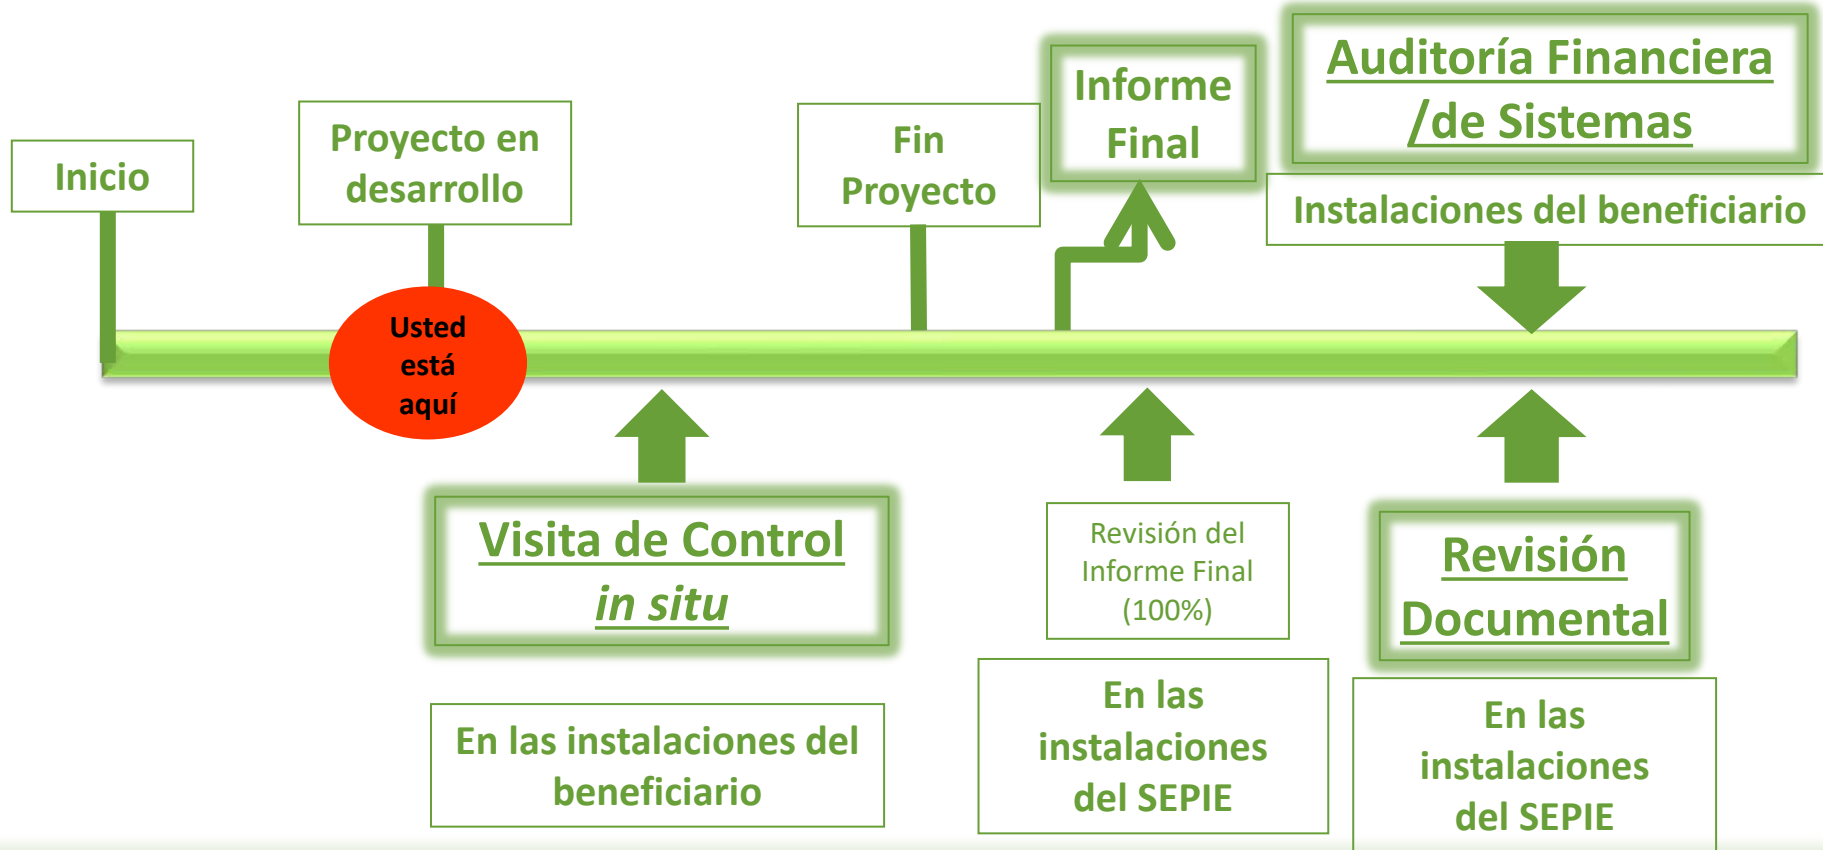 Inicio
Proyecto en
desarrollo
Fin
Proyecto
Informe
Final
Auditoría Financiera
/de Sistemas
Instalaciones del beneficiario
Usted
está
aquí
Visita de Control
in situ
En las instalaciones del
beneficiario
Revisión del
Informe Final
(100%)
En las
instalaciones
del SEPIE
Revisión
Documental
En las
instalaciones
del SEPIE